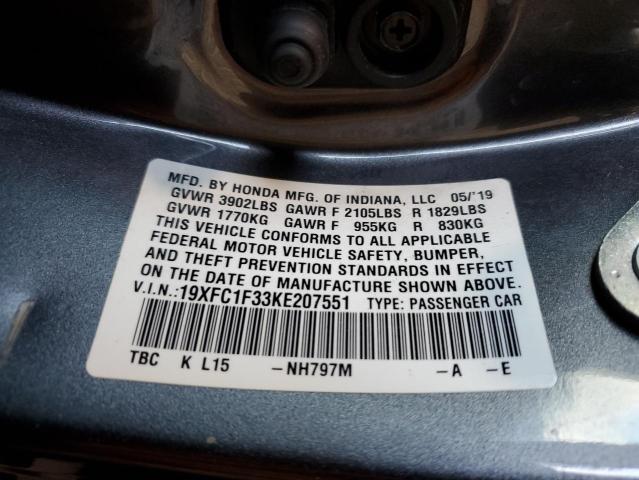 MFD. BY HONDA MFG. OF INDIANA, LLC 05/'19
GVWR 3902LBS GAWR F 2105LBS R 1829LBS
GVWR 1770KG GAWR F 955KG R 830KG
THIS VEHICLE CONFORMS TO ALL APPLICABLE
FEDERAL MOTOR VEHICLE SAFETY, BUMPER,
AND THEFT PREVENTION STANDARDS IN EFFECT
ON THE DATE OF MANUFACTURE SHOWN ABOVE.
V.I.N.:19XFC1F33KE207551 TYPE: PASSENGER CAR
TBC K L15 -NH797M -A -E